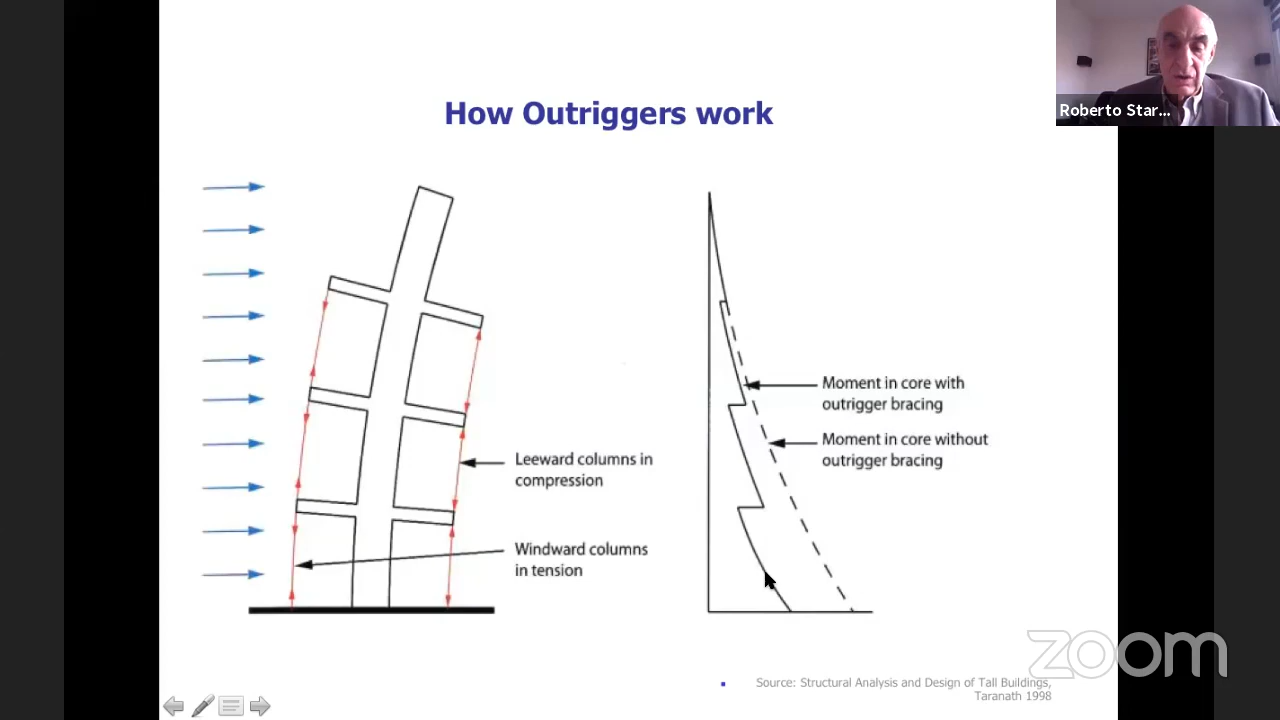 Roberto Star...
How Outriggers work
Moment in core with
outrigger bracing
Moment in core without
outrigger bracing
Leeward columns in
compression
Windward columns
in tension
zoom
Source: Structural Analysis and Design of Tall Buildings,
Taranath 1998